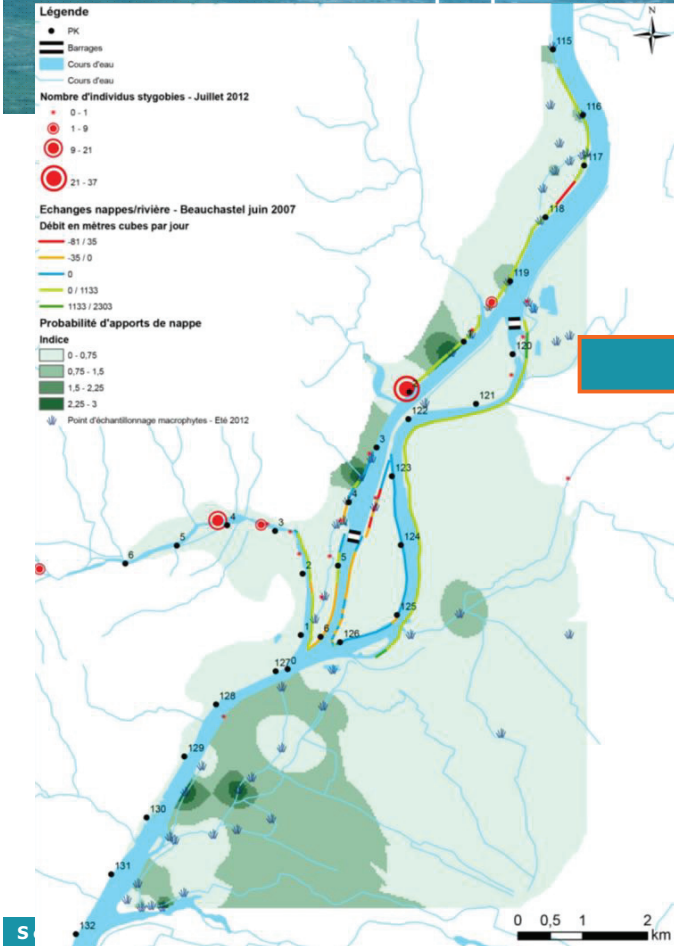 Légende
PK
Barrages
Cours d'eau
Cours d'eau
Nombre d'individus stygobies - Juillet 2012
0 - 1
1 - 9
9 - 21
21 - 37
Echanges nappes/rivière - Beauchastel juin 2007
Débit en mètres cubes par jour
-81 / 35
-35 / 0
0
0 / 1133
1133 / 2303
Probabilité d'apports de nappe
Indice
0 - 0,75
0,75 - 1,5
1,5 - 2,25
2,25 - 3
Point d'échantillonnage macrophytes - Eté 2012
N
115
116
117
118
119
120
121
122
3
123
4
4
3
5
124
6
5
2
125
1
6
126
127
0
128
129
130
131
132
0 0,5 1 2
km